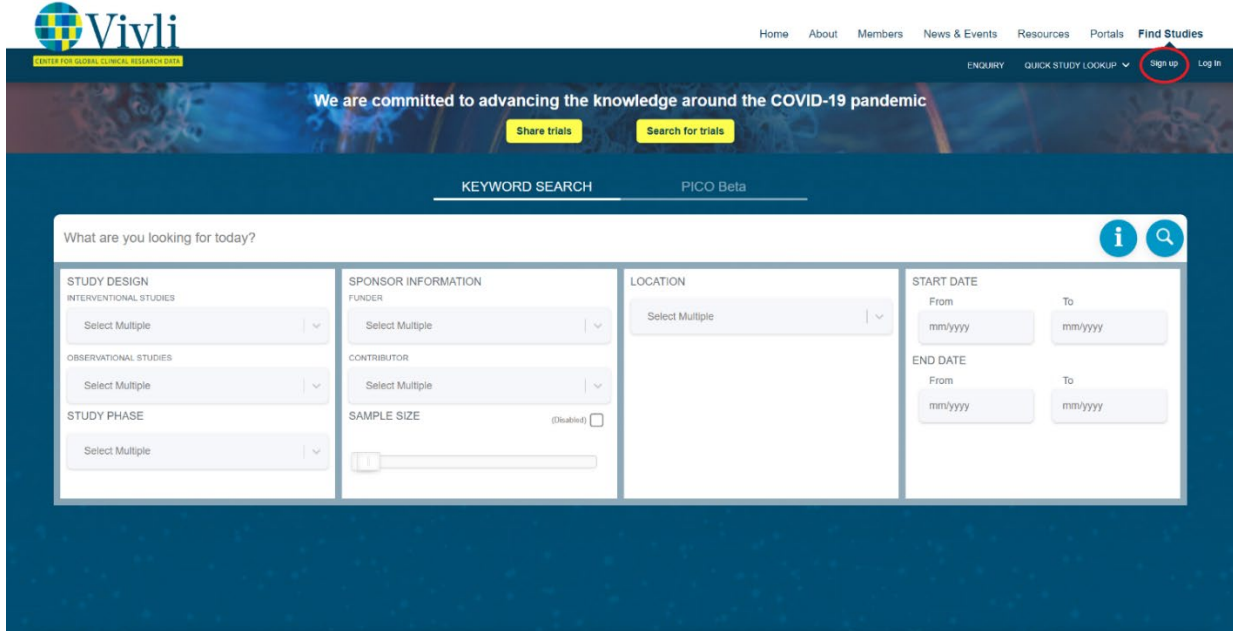 Vivli
CENTER FOR GLOBAL CLINICAL RESEARCH DATA
Home About Members News & Events Resources Portals Find Studies
ENQUIRY QUICK STUDY LOOKUP Sign up Log In
We are committed to advancing the knowledge around the COVID-19 pandemic
Share trials Search for trials
KEYWORD SEARCH PICO Beta
What are you looking for today?
i
STUDY DESIGN
INTERVENTIONAL STUDIES
Select Multiple
OBSERVATIONAL STUDIES
Select Multiple
STUDY PHASE
Select Multiple
SPONSOR INFORMATION
FUNDER
Select Multiple
CONTRIBUTOR
Select Multiple
SAMPLE SIZE (Disabled)
LOCATION
Select Multiple
START DATE
From To
mm/yyyy mm/yyyy
END DATE
From To
mm/yyyy mm/yyyy